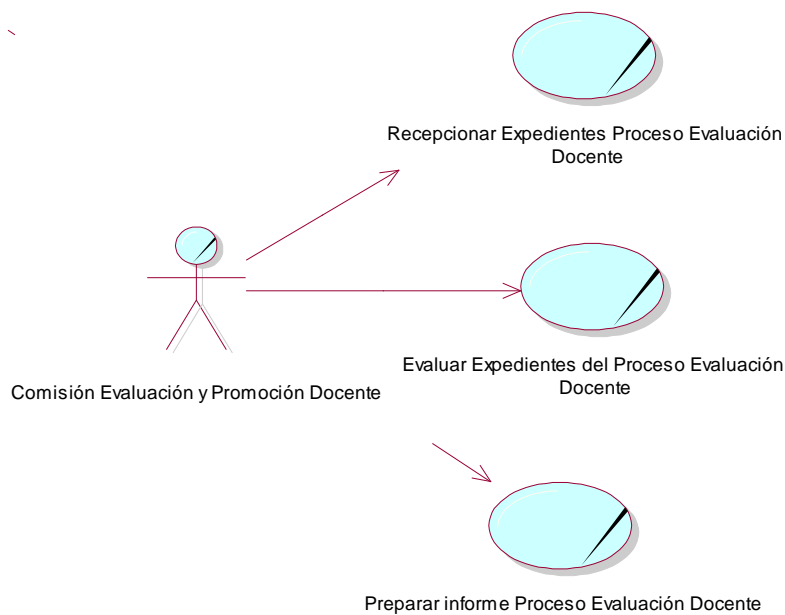 Recepcionar Expedientes Proceso Evaluación
Docente
Evaluar Expedientes del Proceso Evaluación
Docente
Comisión Evaluación y Promoción Docente
Preparar informe Proceso Evaluación Docente